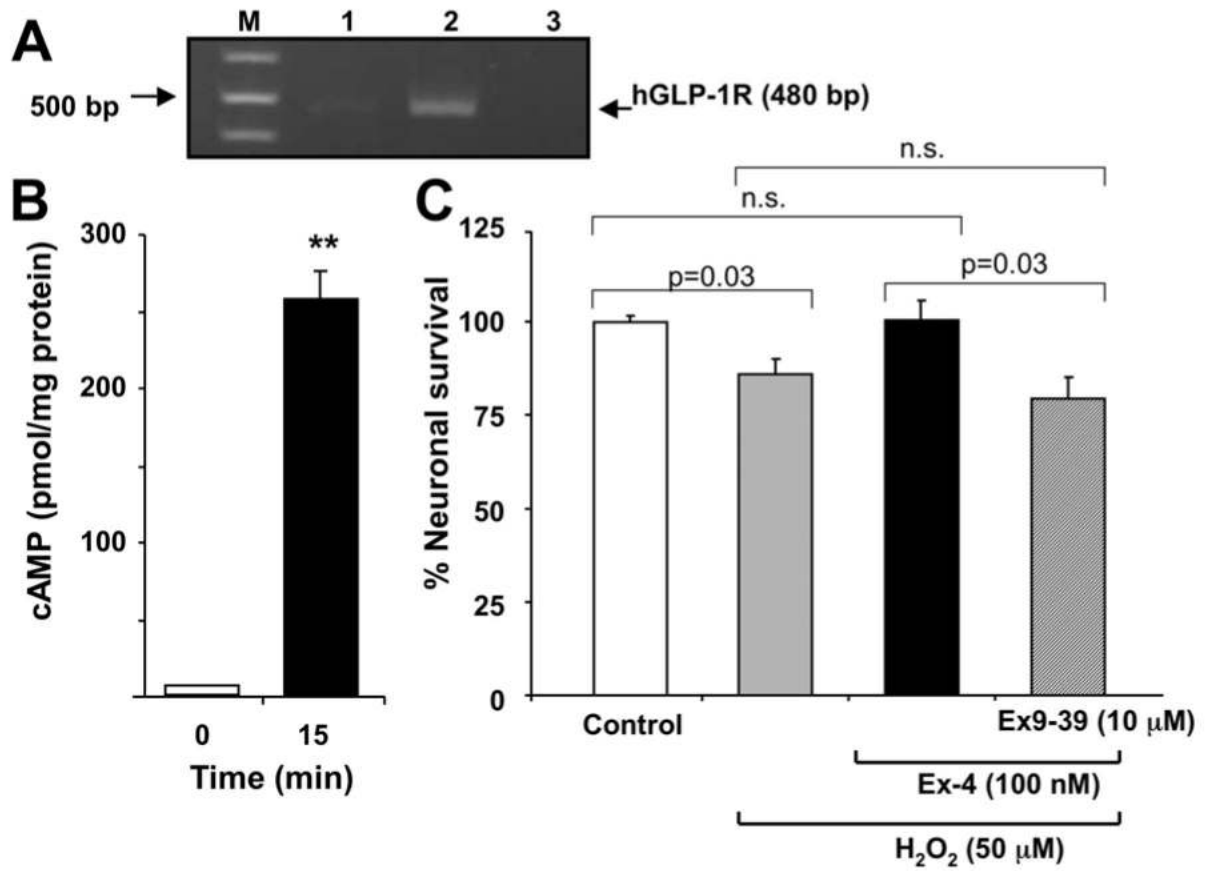 A
M 1 2 3
500 bp
hGLP-1R (480 bp)
B
300
200
100
cAMP (pmol/mg protein)
**
0 15
Time (min)
C
125
100
75
50
25
0
% Neuronal survival
n.s.
n.s.
p=0.03
p=0.03
Control
Ex9-39 (10 μM)
Ex-4 (100 nM)
H₂O₂ (50 μM)